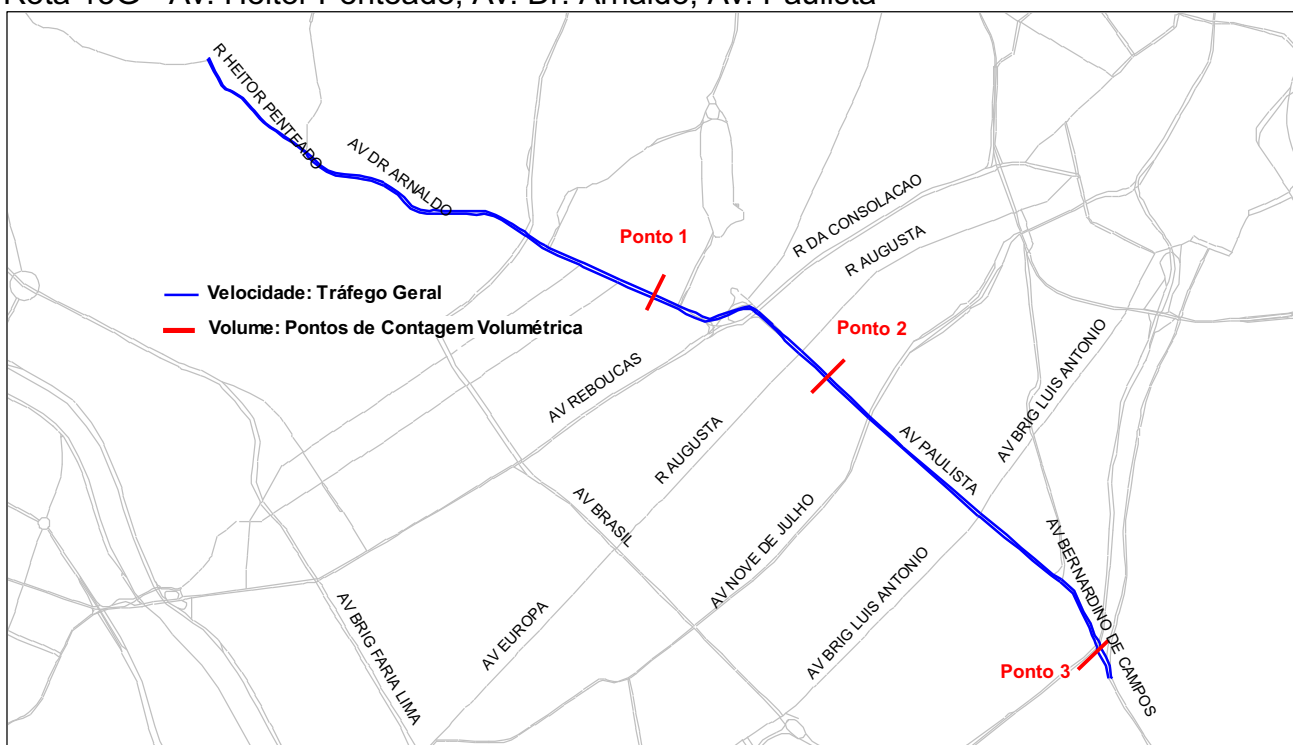 Rota 16G - Av. Heitor Penteado, Av. Dr. Arnaldo, Av. Paulista
R HEITOR PENTEADO
AV DR ARNALDO
Ponto 1
R DA CONSOLACAO
R AUGUSTA
Velocidade: Tráfego Geral
Volume: Pontos de Contagem Volumétrica
Ponto 2
AV REBOUCAS
AV BRIG LUIS ANTONIO
R AUGUSTA
AV PAULISTA
AV BRASIL
AV NOVE DE JULHO
AV BERNARDINO DE CAMPOS
AV BRIG LUIS ANTONIO
AV EUROPA
AV BRIG FARIA LIMA
Ponto 3